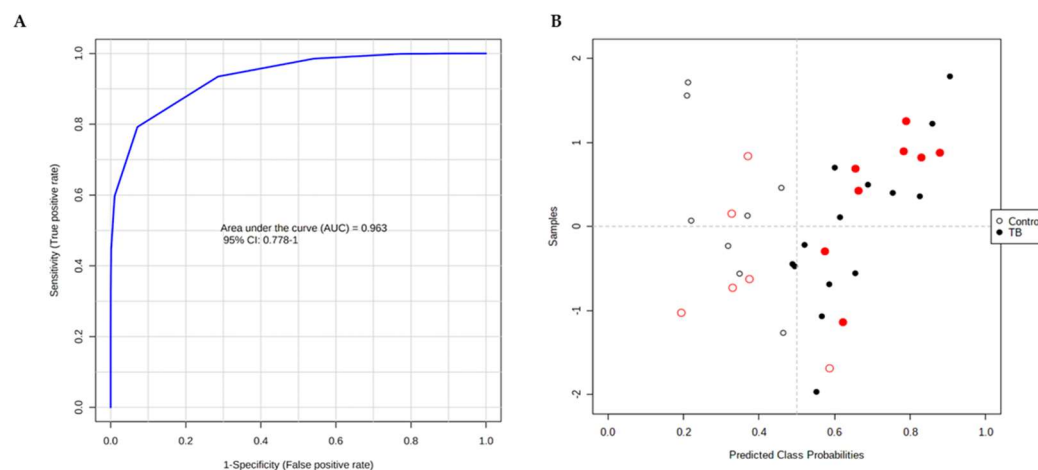 A
B
1.0
0.8
0.6
0.4
0.2
0.0
Sensitivity (True positive rate)
Area under the curve (AUC) = 0.963
95% CI: 0.778-1
0.0 0.2 0.4 0.6 0.8 1.0
1-Specificity (False positive rate)
2
1
0
-1
-2
Samples
Contro
TB
0.0 0.2 0.4 0.6 0.8 1.0
Predicted Class Probabilities